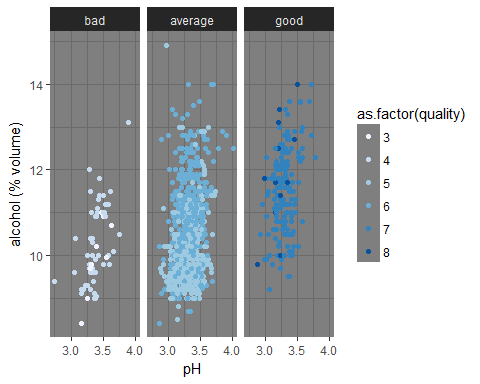 bad average good
alcohol (% volume)
14
12
10
3.0 3.5 4.0 3.0 3.5 4.0 3.0 3.5 4.0
pH
as.factor(quality)
3
4
5
6
7
8